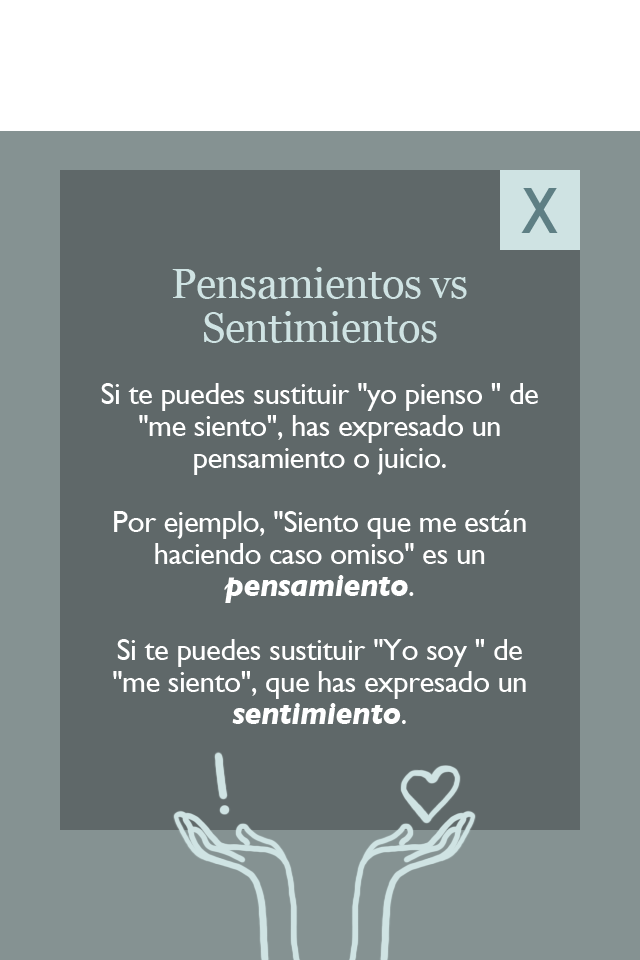 X
Pensamientos vs
Sentimientos
Si te puedes sustituir "yo pienso " de
"me siento", has expresado un
pensamiento o juicio.
Por ejemplo, "Siento que me están
haciendo caso omiso" es un
pensamiento.
Si te puedes sustituir "Yo soy " de
"me siento", que has expresado un
sentimiento.
!